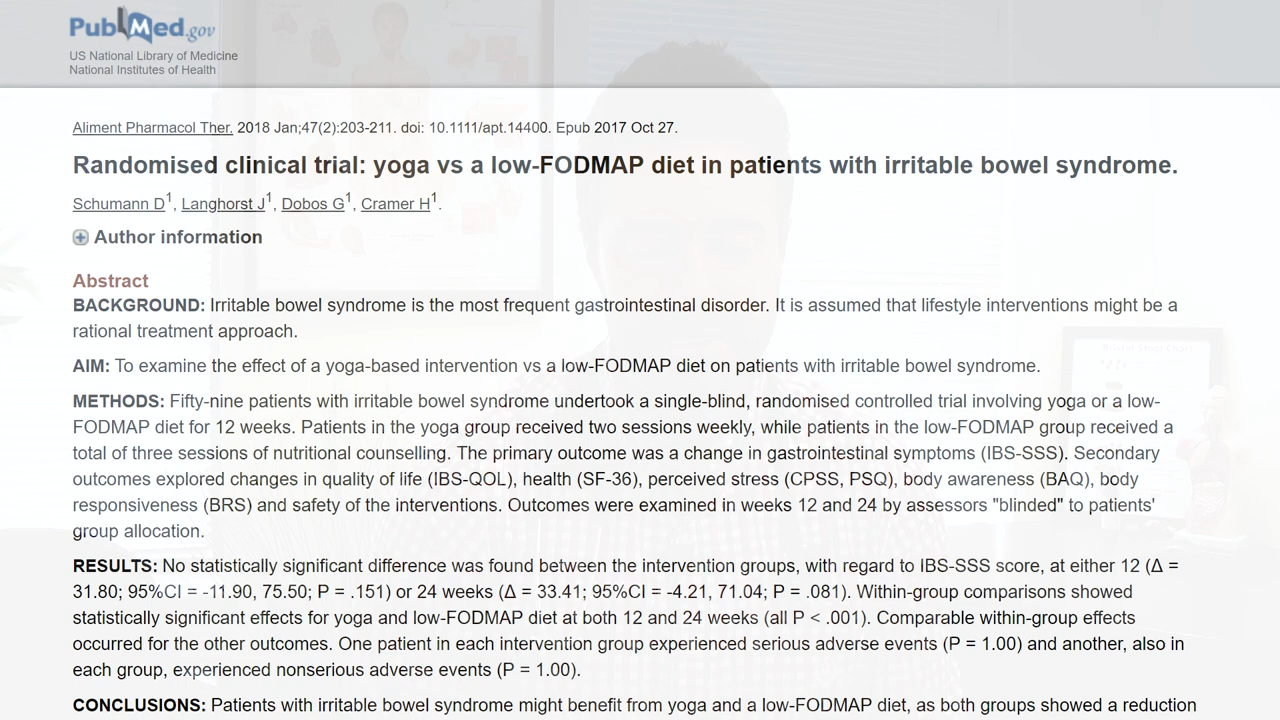 PubMed.gov
US National Library of Medicine
National Institutes of Health
Aliment Pharmacol Ther. 2018 Jan;47(2):203-211. doi: 10.1111/apt.14400. Epub 2017 Oct 27.
Randomised clinical trial: yoga vs a low-FODMAP diet in patients with irritable bowel syndrome.
Schumann D1, Langhorst J1, Dobos G1, Cramer H1.
Author information
Abstract
BACKGROUND: Irritable bowel syndrome is the most frequent gastrointestinal disorder. It is assumed that lifestyle interventions might be a
rational treatment approach.
AIM: To examine the effect of a yoga-based intervention vs a low-FODMAP diet on patients with irritable bowel syndrome.
METHODS: Fifty-nine patients with irritable bowel syndrome undertook a single-blind, randomised controlled trial involving yoga or a low-
FODMAP diet for 12 weeks. Patients in the yoga group received two sessions weekly, while patients in the low-FODMAP group received a
total of three sessions of nutritional counselling. The primary outcome was a change in gastrointestinal symptoms (IBS-SSS). Secondary
outcomes explored changes in quality of life (IBS-QOL), health (SF-36), perceived stress (CPSS, PSQ), body awareness (BAQ), body
responsiveness (BRS) and safety of the interventions. Outcomes were examined in weeks 12 and 24 by assessors "blinded" to patients'
group allocation.
RESULTS: No statistically significant difference was found between the intervention groups, with regard to IBS-SSS score, at either 12 (Δ =
31.80; 95%CI = -11.90, 75.50; P = .151) or 24 weeks (Δ = 33.41; 95%CI = -4.21, 71.04; P = .081). Within-group comparisons showed
statistically significant effects for yoga and low-FODMAP diet at both 12 and 24 weeks (all P < .001). Comparable within-group effects
occurred for the other outcomes. One patient in each intervention group experienced serious adverse events (P = 1.00) and another, also in
each group, experienced nonserious adverse events (P = 1.00).
CONCLUSIONS: Patients with irritable bowel syndrome might benefit from yoga and a low-FODMAP diet, as both groups showed a reduction
Bristol Stool Chart